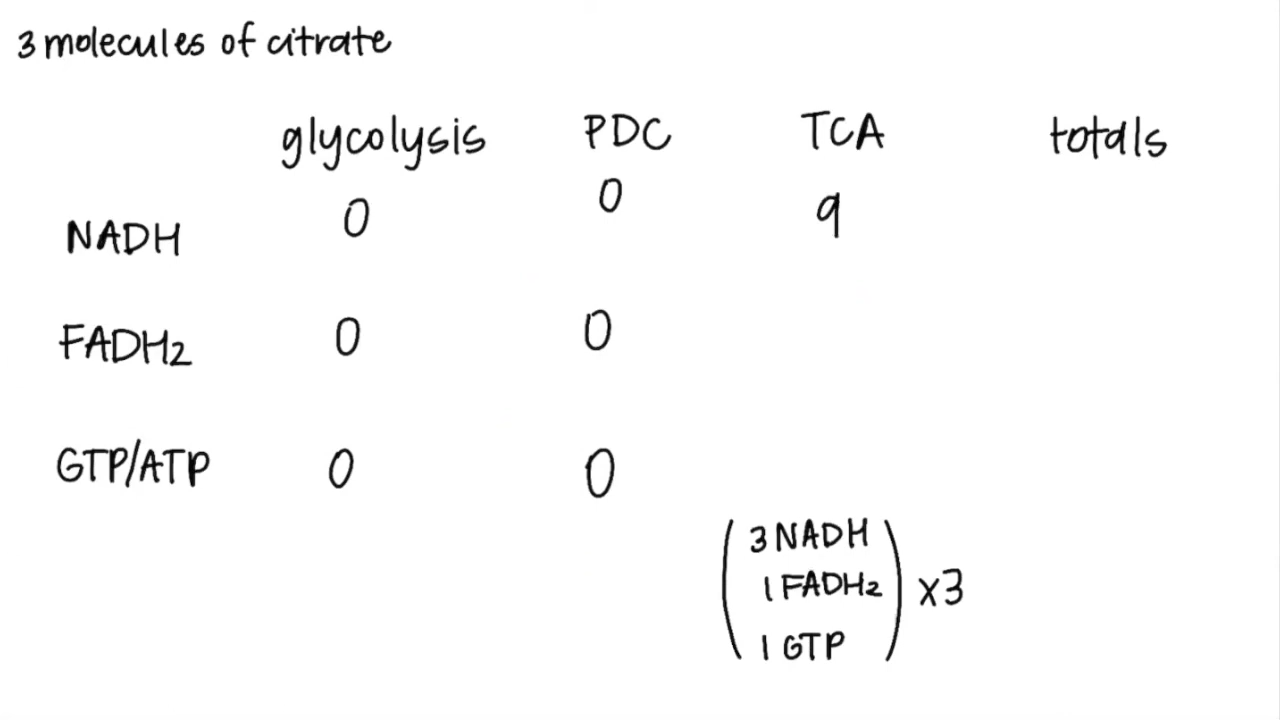 3 molecules of citrate
glycolysis PDC TCA totals
NADH 0 0 9
FADH2 0 0
GTP/ATP 0 0
3 NADH
1 FADH2 x3
1 GTP